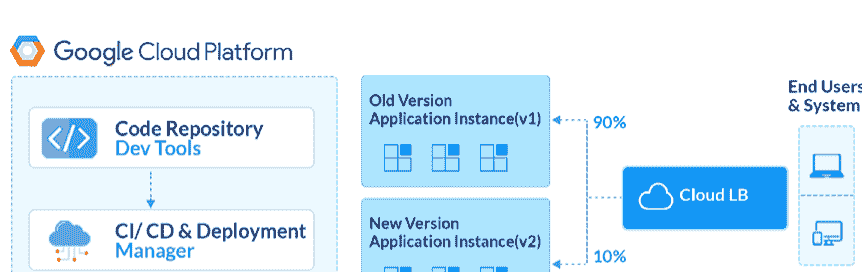 Google Cloud Platform
Code Repository
Dev Tools
CI/ CD & Deployment
Manager
Old Version
Application Instance(v1)
New Version
Application Instance(v2)
90%
10%
Cloud LB
End Users
& System